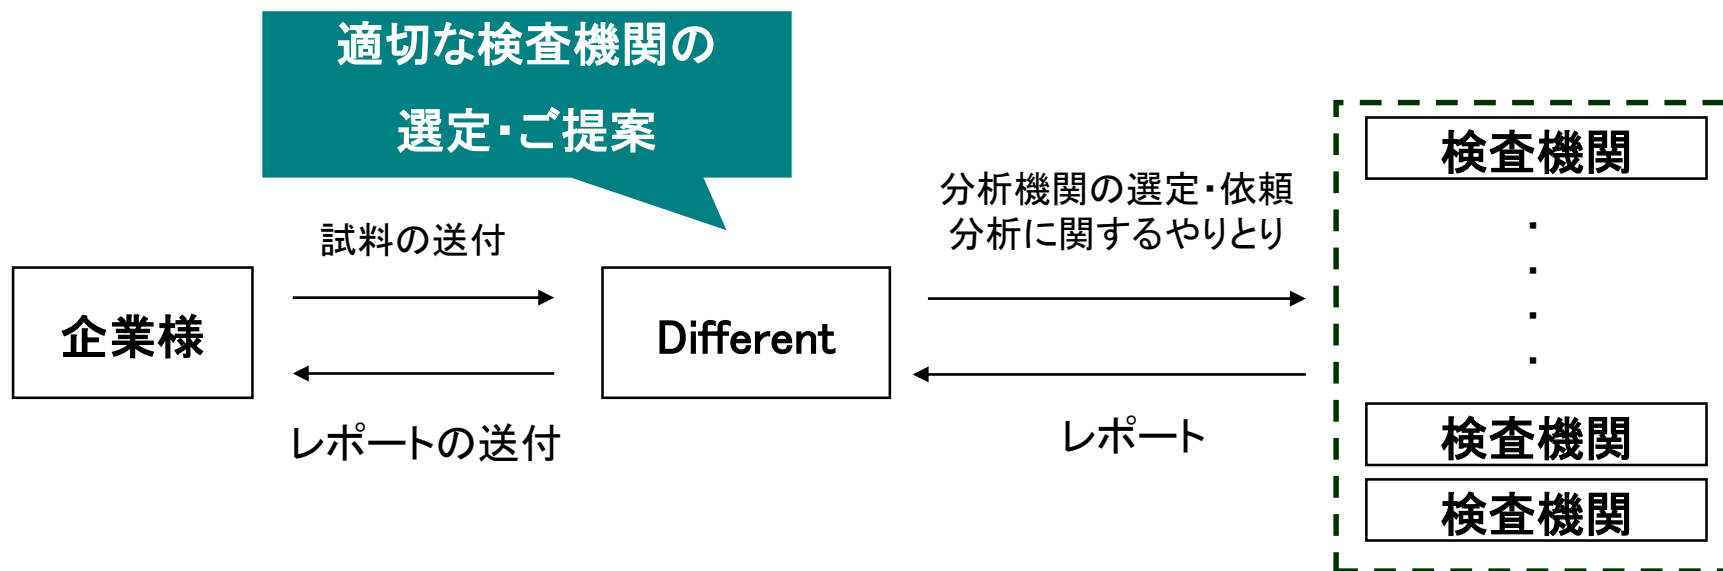 適切な検査機関の
選定・ご提案
試料の送付
企業様
レポートの送付
Different
分析機関の選定・依頼
分析に関するやりとり
レポート
検査機関
・
・
・
・
検査機関
検査機関